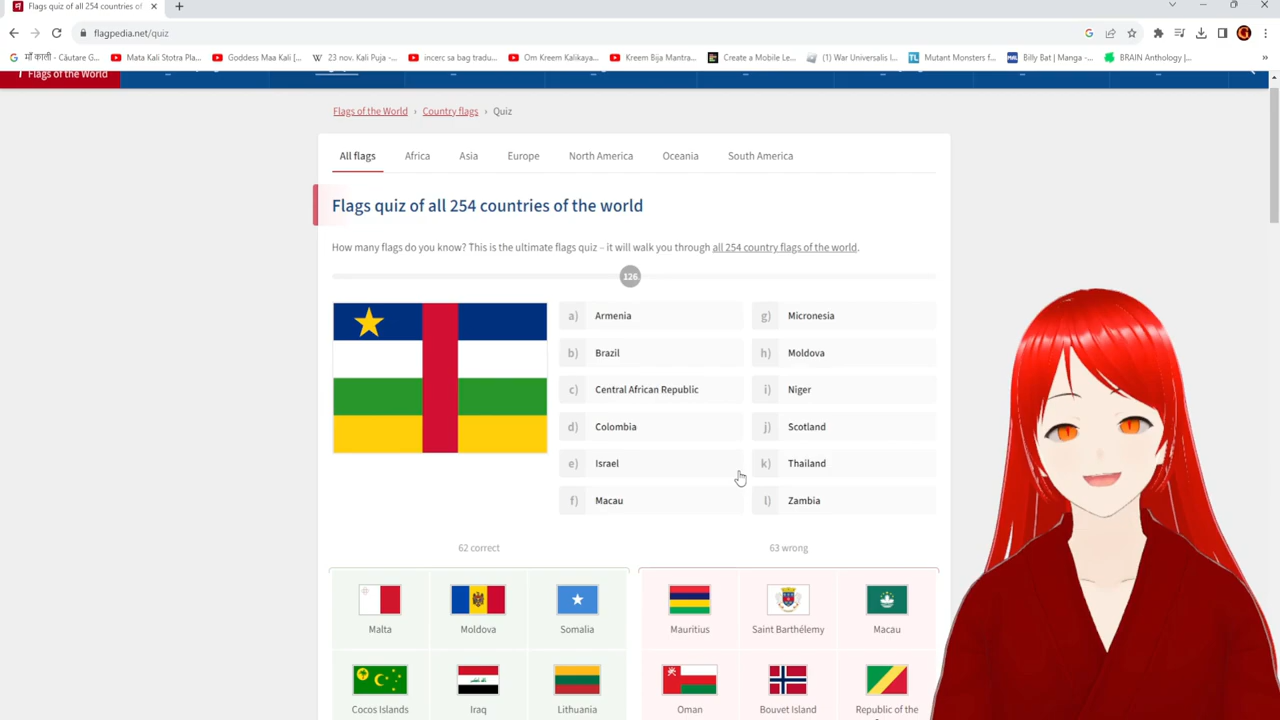 Flags quiz of all 254 countries of
flagpedia.net/quiz
माँ काली - Căutare G...
Mata Kali Stotra Pla...
Goddess Maa Kali [...
23 nov. Kali Puja -...
incerc sa bag tradu...
Om Kreem Kalikaya...
Kreem Bija Mantra...
Create a Mobile Le...
(1) War Universalis I...
Mutant Monsters f...
Billy Bat | Manga -...
BRAIN Anthology |...
Flags of the World
Flags of the World › Country flags › Quiz
All flags Africa Asia Europe North America Oceania South America
Flags quiz of all 254 countries of the world
How many flags do you know? This is the ultimate flags quiz – it will walk you through all 254 country flags of the world.
126.
a) Armenia
b) Brazil
c) Central African Republic
d) Colombia
e) Israel
f) Macau
g) Micronesia
h) Moldova
i) Niger
j) Scotland
k) Thailand
l) Zambia
62 correct
63 wrong
Malta Moldova Somalia
Mauritius Saint Barthélemy Macau
Cocos Islands Iraq Lithuania
Oman Bouvet Island Republic of the